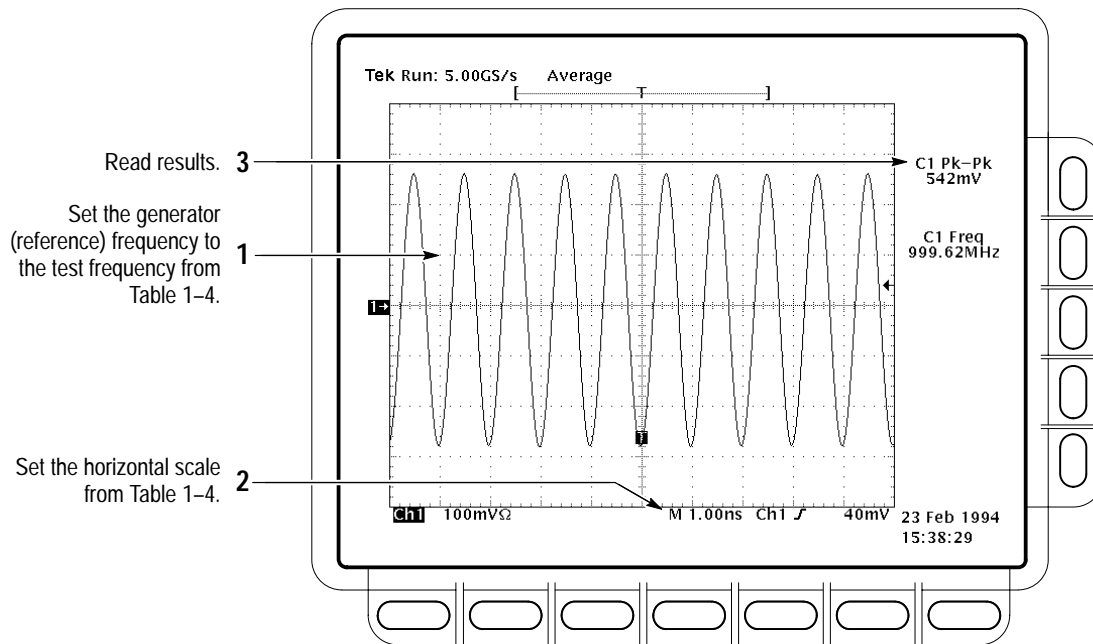 Tek Run: 5.00GS/s Average
[ T ]
Read results. 3
C1 Pk–Pk
542mV
Set the generator
(reference) frequency to
the test frequency from
Table 1–4.
1
C1 Freq
999.62MHz
1→
T
Set the horizontal scale
from Table 1–4.
2
Ch1 100mVΩ M 1.00ns Ch1 ƒ 40mV
23 Feb 1994
15:38:29